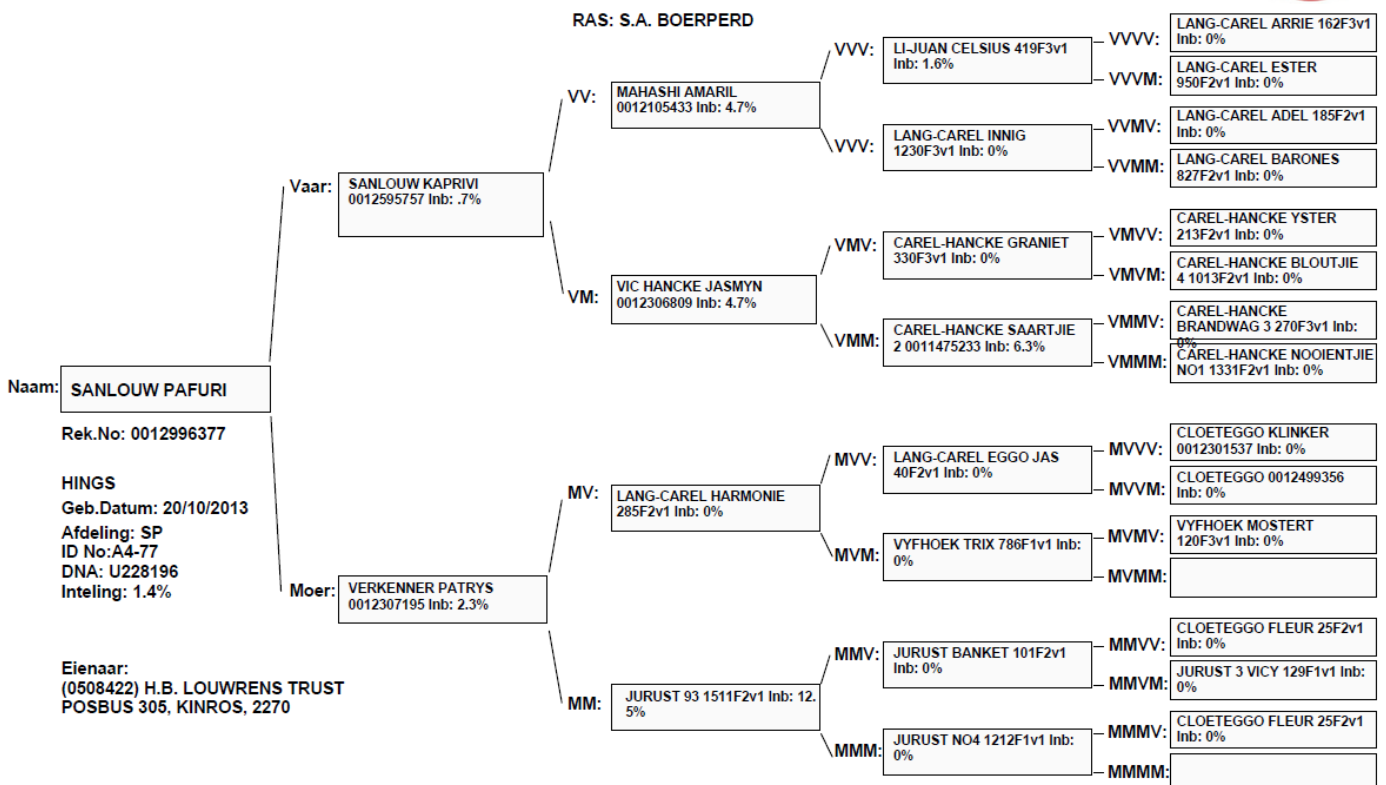 RAS: S.A. BOERPERD
Naam:
SANLOUW PAFURI
Rek.No: 0012996377
HINGS
Geb.Datum: 20/10/2013
Afdeling: SP
ID No:A4-77
DNA: U228196
Inteling: 1.4%
Eienaar:
(0508422) H.B. LOUWRENS TRUST
POSBUS 305, KINROS, 2270
Vaar:
SANLOUW KAPRIVI
0012595757 Inb: .7%
Moer:
VERKENNER PATRYS
0012307195 Inb: 2.3%
VV:
MAHASHI AMARIL
0012105433 Inb: 4.7%
VM:
VIC HANCKE JASMYN
0012306809 Inb: 4.7%
MV:
LANG-CAREL HARMONIE
285F2v1 Inb: 0%
MM:
JURUST 93 1511F2v1 Inb: 12.
5%
VVV:
LI-JUAN CELSIUS 419F3v1
Inb: 1.6%
VVV:
LANG-CAREL INNIG
1230F3v1 Inb: 0%
VMV:
CAREL-HANCKE GRANIET
330F3v1 Inb: 0%
VMM:
CAREL-HANCKE SAARTJIE
2 0011475233 Inb: 6.3%
MVV:
LANG-CAREL EGGO JAS
40F2v1 Inb: 0%
MVM:
VYFHOEK TRIX 786F1v1 Inb:
0%
MMV:
JURUST BANKET 101F2v1
Inb: 0%
MMM:
JURUST NO4 1212F1v1 Inb:
0%
VVVV:
LANG-CAREL ARRIE 162F3v1
Inb: 0%
VVVM:
LANG-CAREL ESTER
950F2v1 Inb: 0%
VVMV:
LANG-CAREL ADEL 185F2v1
Inb: 0%
VVMM:
LANG-CAREL BARONES
827F2v1 Inb: 0%
VMVV:
CAREL-HANCKE YSTER
213F2v1 Inb: 0%
VMVM:
CAREL-HANCKE BLOUTJIE
4 1013F2v1 Inb: 0%
VMMV:
CAREL-HANCKE
BRANDWAG 3 270F3v1 Inb:
0%
VMMM:
CAREL-HANCKE NOOIENTJIE
NO1 1331F2v1 Inb: 0%
MVVV:
CLOETEGGO KLINKER
0012301537 Inb: 0%
MVVM:
CLOETEGGO 0012499356
Inb: 0%
MVMV:
VYFHOEK MOSTERT
120F3v1 Inb: 0%
MVMM:
MMVV:
CLOETEGGO FLEUR 25F2v1
Inb: 0%
MMVM:
JURUST 3 VICY 129F1v1 Inb:
0%
MMMV:
CLOETEGGO FLEUR 25F2v1
Inb: 0%
MMMM: